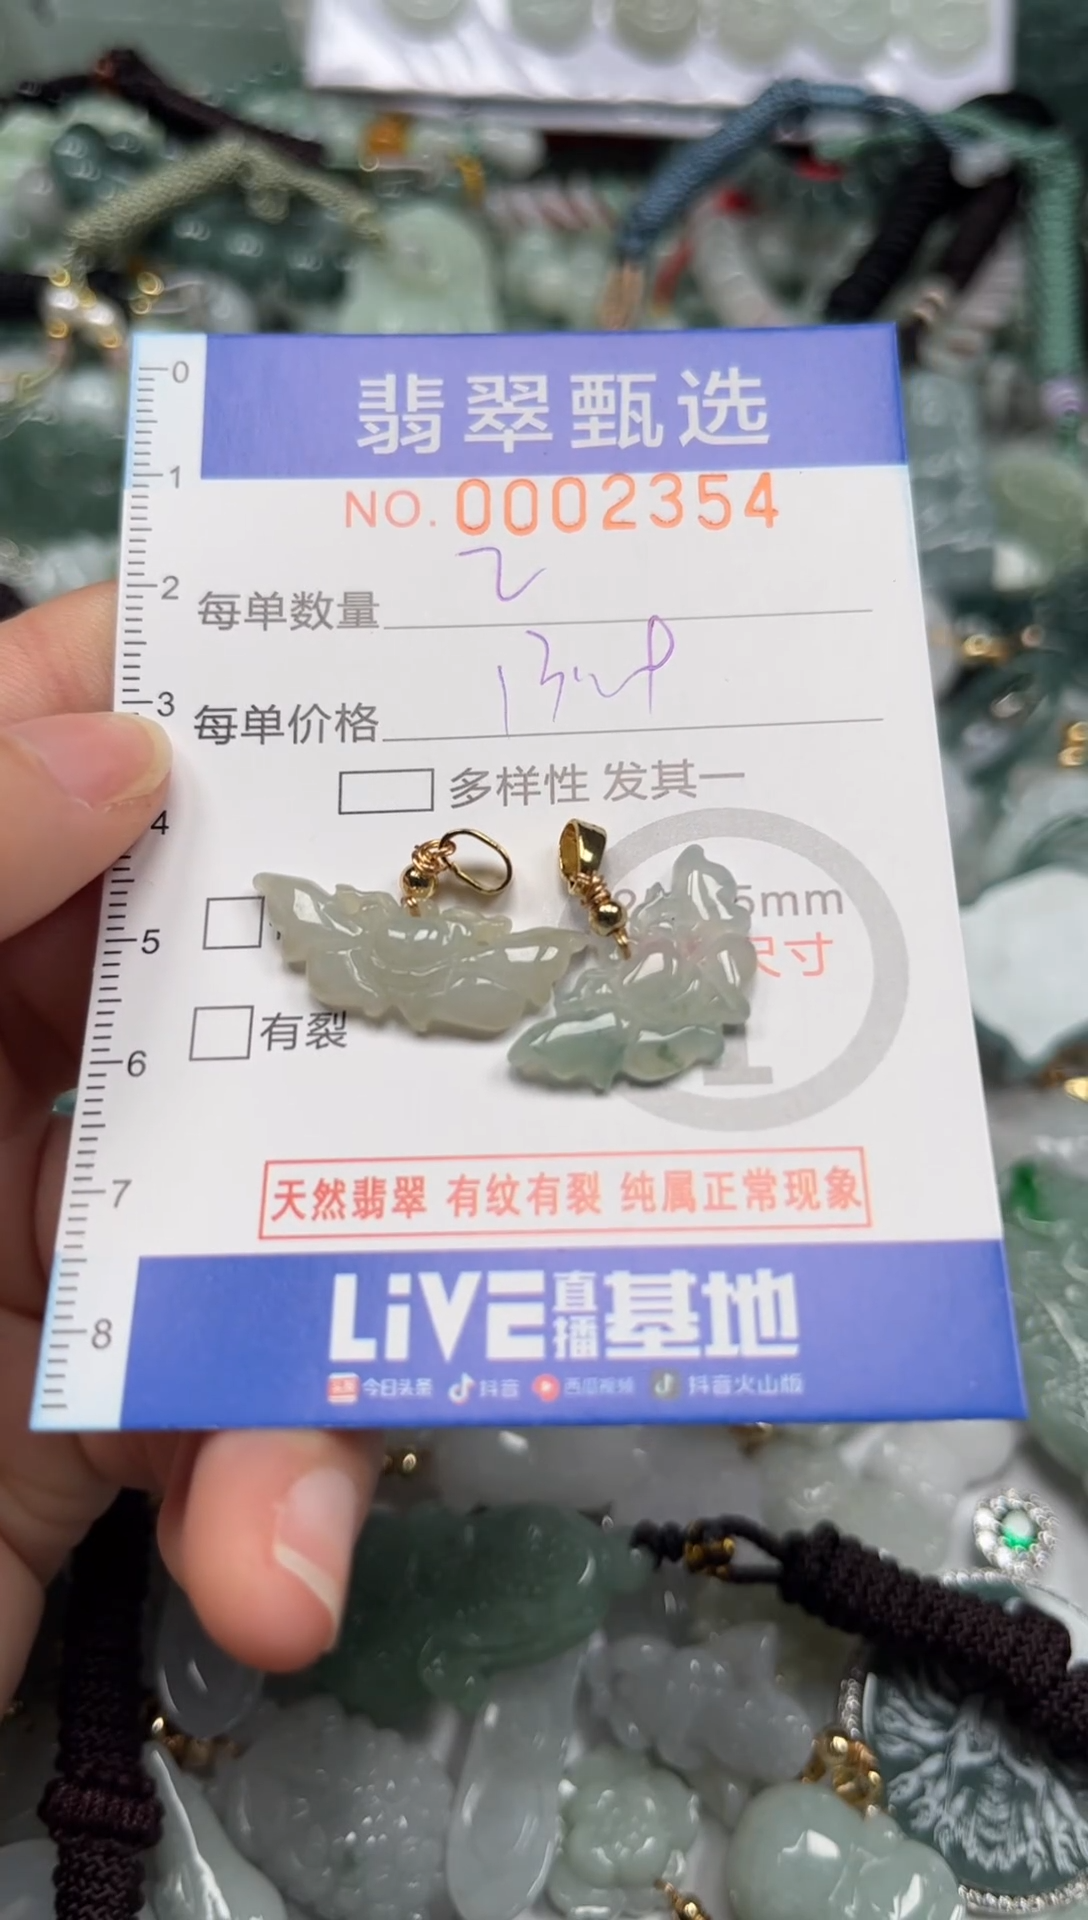 翡翠甄选
NO. 0002354
每单数量 2
每单价格
多样性 发其一
5mm
尺寸
有裂
天然翡翠 有纹有裂 纯属正常现象
LiVE直播基地
头条 今日头条 抖音 西瓜视频 抖音火山版
0
1
2
3
4
5
6
7
8